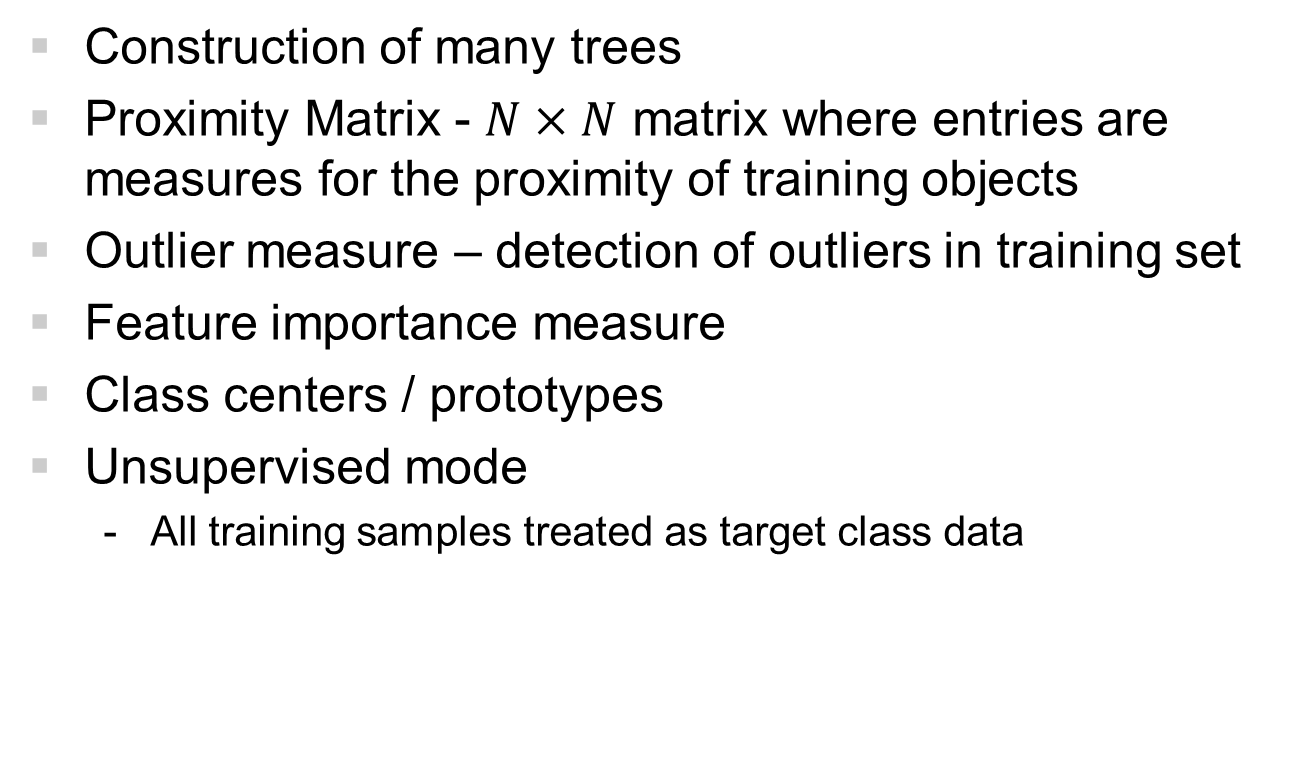 ▪ Construction of many trees
▪ Proximity Matrix - N × N matrix where entries are
measures for the proximity of training objects
▪ Outlier measure – detection of outliers in training set
▪ Feature importance measure
▪ Class centers / prototypes
▪ Unsupervised mode
- All training samples treated as target class data